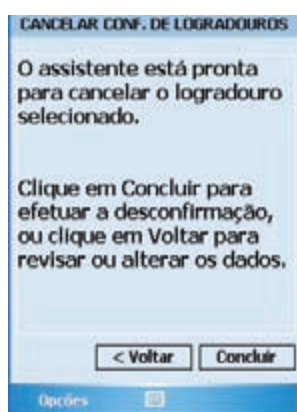 CANCELAR CONF. DE LOGRADOUROS
O assistente está pronta
para cancelar o logradouro
selecionado.
Clique em Concluir para
efetuar a desconfirmação,
ou clique em Voltar para
revisar ou alterar os dados.
< Voltar
Concluir
Opções